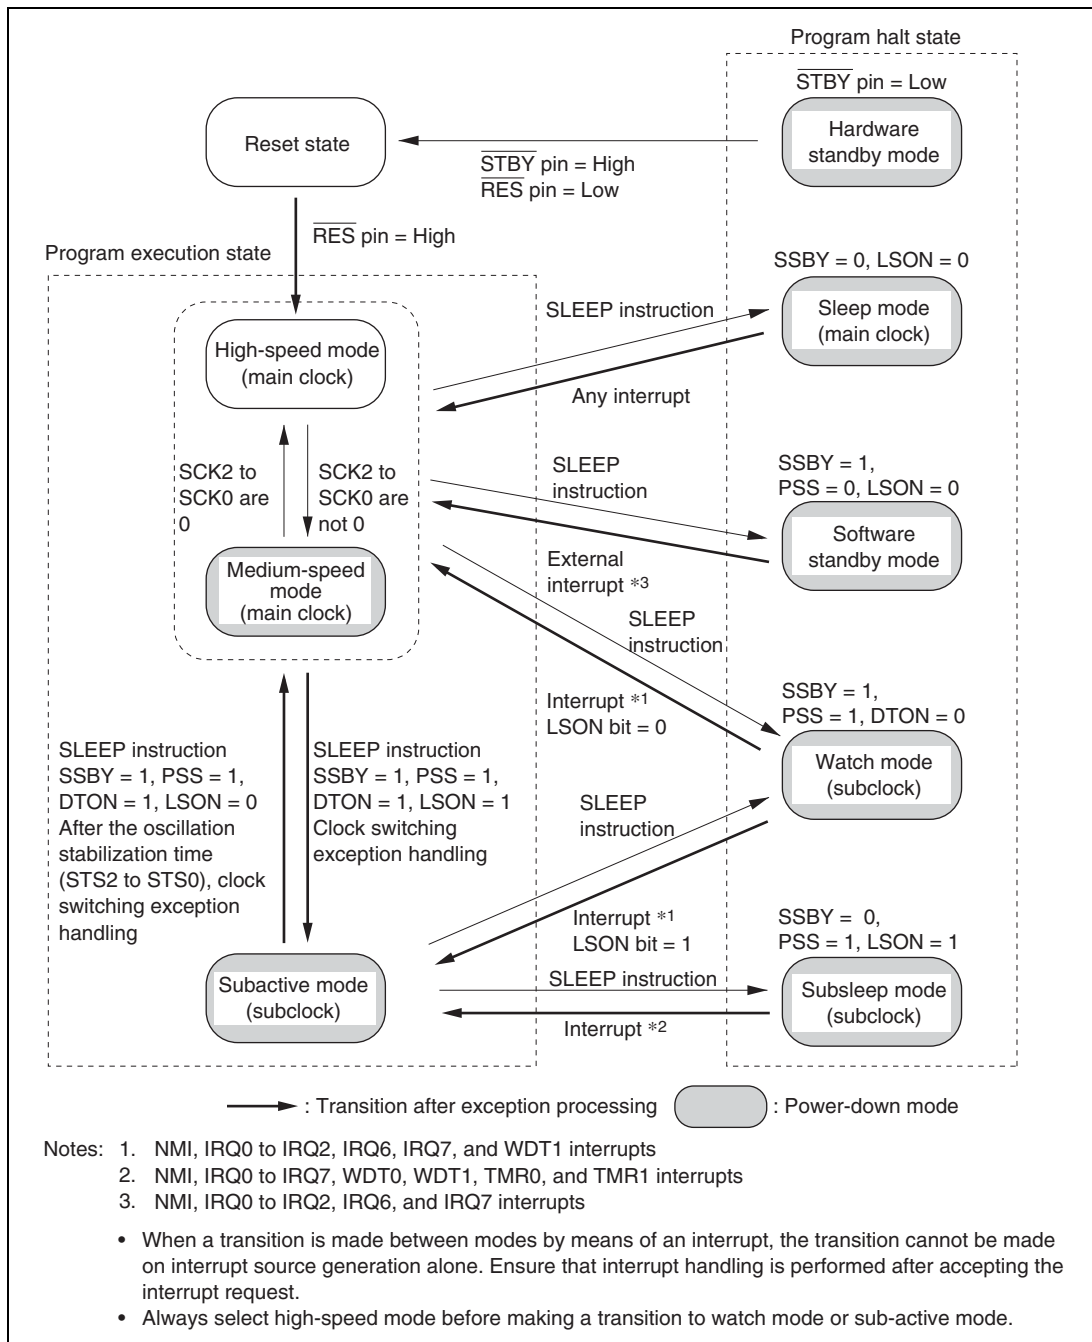 Program halt state
STBY pin = Low
Hardware
standby mode
Reset state
STBY pin = High
RES pin = Low
RES pin = High
Program execution state
SSBY = 0, LSON = 0
SLEEP instruction
Sleep mode
(main clock)
High-speed mode
(main clock)
Any interrupt
SCK2 to
SCK0 are
0
SCK2 to
SCK0 are
not 0
SLEEP
instruction
SSBY = 1,
PSS = 0, LSON = 0
Software
standby mode
Medium-speed
mode
(main clock)
External
interrupt *3
SLEEP
instruction
Interrupt *1
LSON bit = 0
SSBY = 1,
PSS = 1, DTON = 0
Watch mode
(subclock)
SLEEP instruction
SSBY = 1, PSS = 1,
DTON = 1, LSON = 0
After the oscillation
stabilization time
(STS2 to STS0), clock
switching exception
handling
SLEEP instruction
SSBY = 1, PSS = 1,
DTON = 1, LSON = 1
Clock switching
exception handling
SLEEP
instruction
Interrupt *1
LSON bit = 1
SSBY = 0,
PSS = 1, LSON = 1
Subactive mode
(subclock)
SLEEP instruction
Subsleep mode
(subclock)
Interrupt *2
: Transition after exception processing
: Power-down mode
Notes: 1. NMI, IRQ0 to IRQ2, IRQ6, IRQ7, and WDT1 interrupts
2. NMI, IRQ0 to IRQ7, WDT0, WDT1, TMR0, and TMR1 interrupts
3. NMI, IRQ0 to IRQ2, IRQ6, and IRQ7 interrupts
• When a transition is made between modes by means of an interrupt, the transition cannot be made
on interrupt source generation alone. Ensure that interrupt handling is performed after accepting the
interrupt request.
• Always select high-speed mode before making a transition to watch mode or sub-active mode.